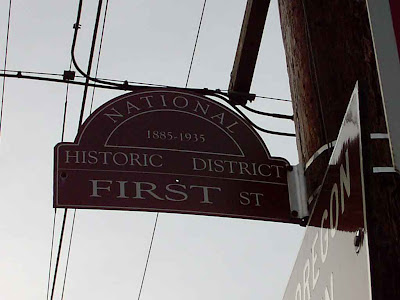 NATIONAL
1885-1935
HISTORIC DISTRICT
FIRST ST
OREGON